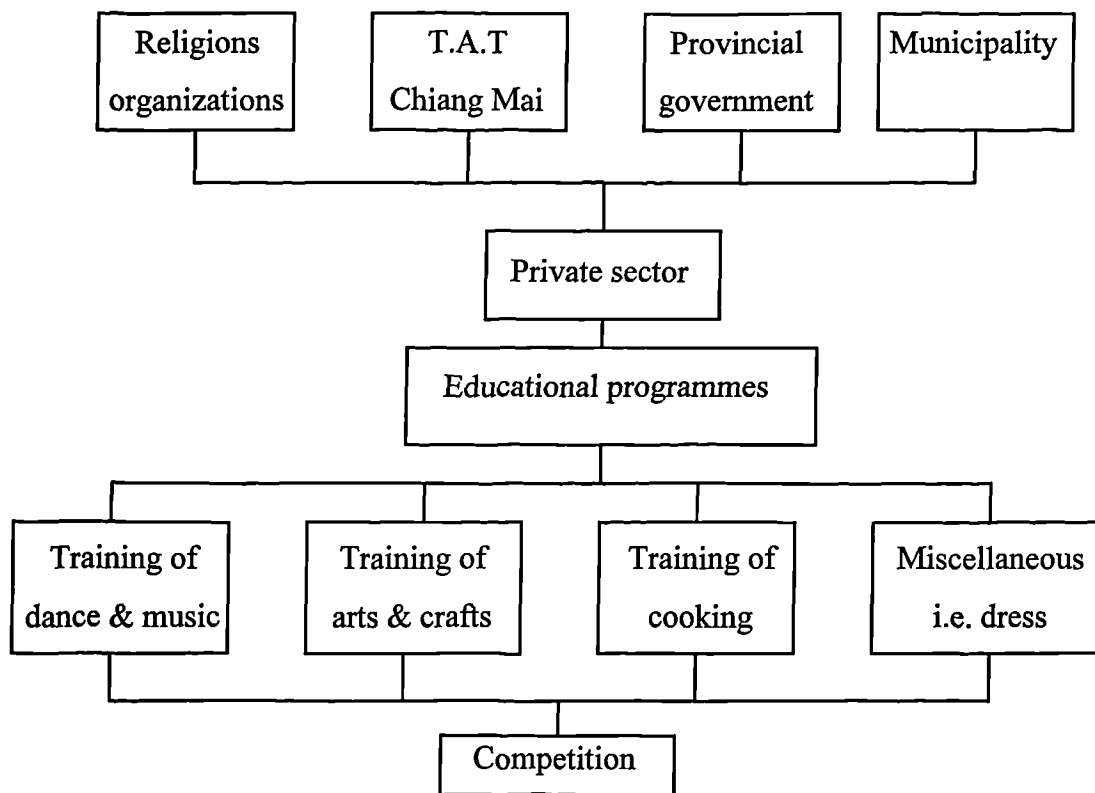 Religions
organizations
T.A.T
Chiang Mai
Provincial
government
Municipality
Private sector
Educational programmes
Training of
dance & music
Training of
arts & crafts
Training of
cooking
Miscellaneous
i.e. dress
Competition